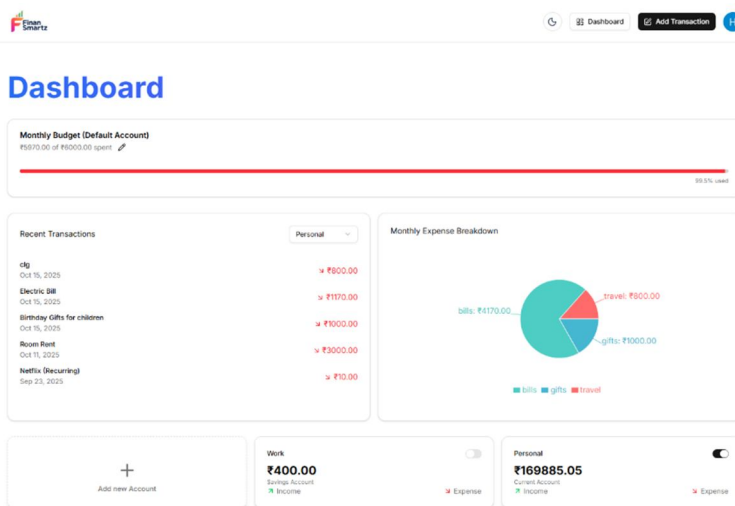 Finan
Smartz
Dashboard
Add Transaction
H
Dashboard
Monthly Budget (Default Account)
₹5970.00 of ₹6000.00 spent
99.5% used
Recent Transactions
Personal
clg
Oct 15, 2025
₹800.00
Electric Bill
Oct 15, 2025
₹1170.00
Birthday Gifts for children
Oct 15, 2025
₹1000.00
Room Rent
Oct 11, 2025
₹3000.00
Netflix (Recurring)
Sep 23, 2025
₹10.00
Monthly Expense Breakdown
bills: ₹4170.00
travel: ₹800.00
gifts: ₹1000.00
bills gifts travel
Add new Account
Work
₹400.00
Savings Account
Income Expense
Personal
₹169885.05
Current Account
Income Expense